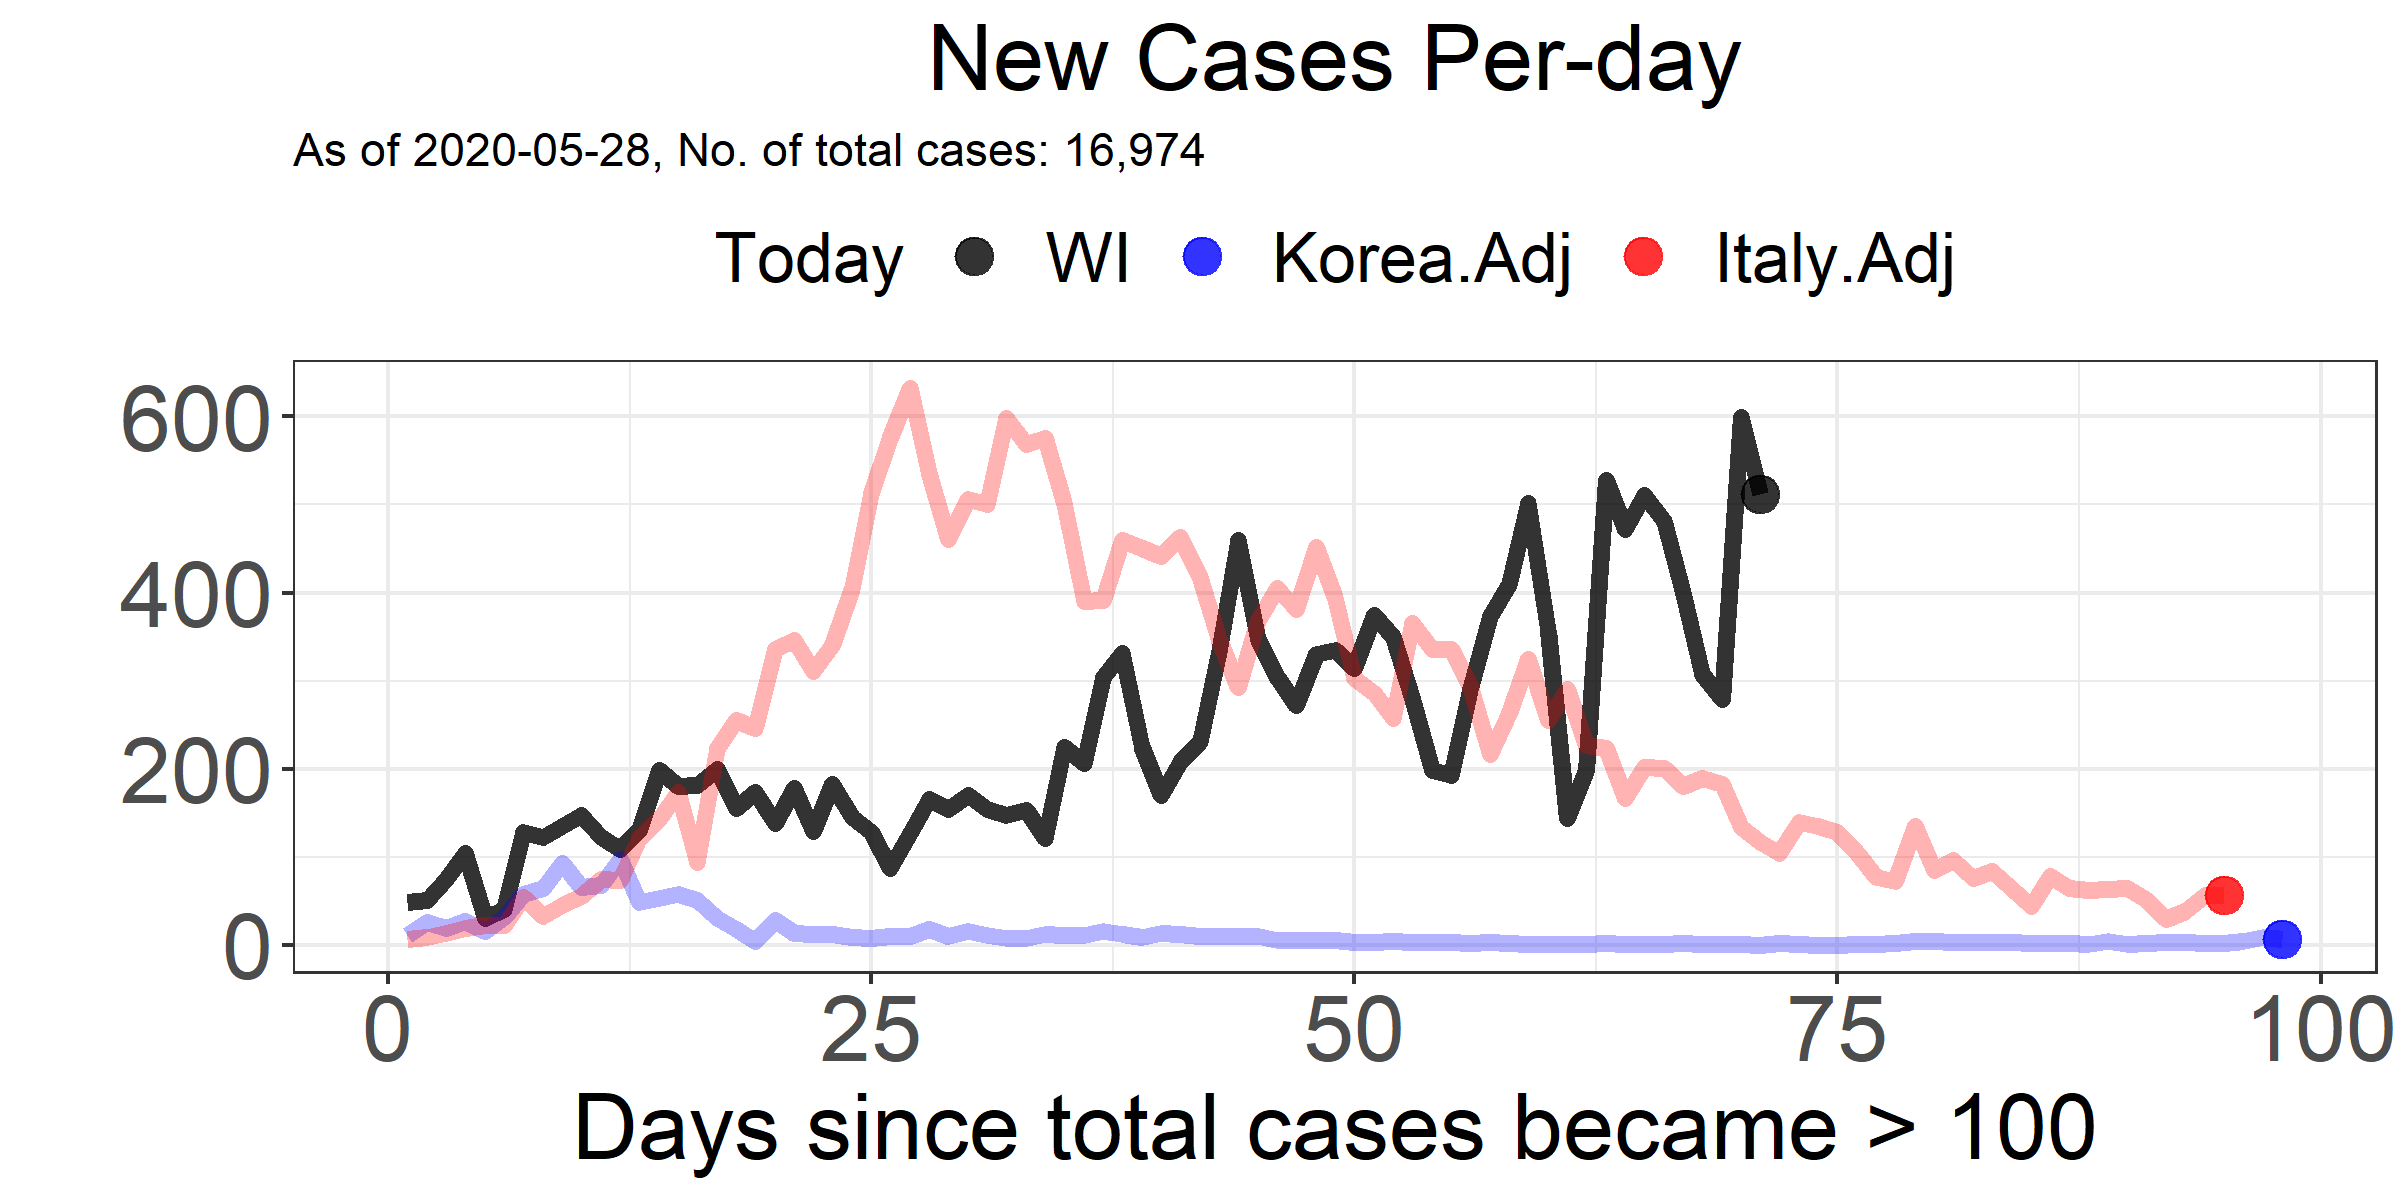 New Cases Per-day
As of 2020-05-28, No. of total cases: 16,974
Today WI Korea.Adj Italy.Adj
600
400
200
0
0 25 50 75 100
Days since total cases became > 100